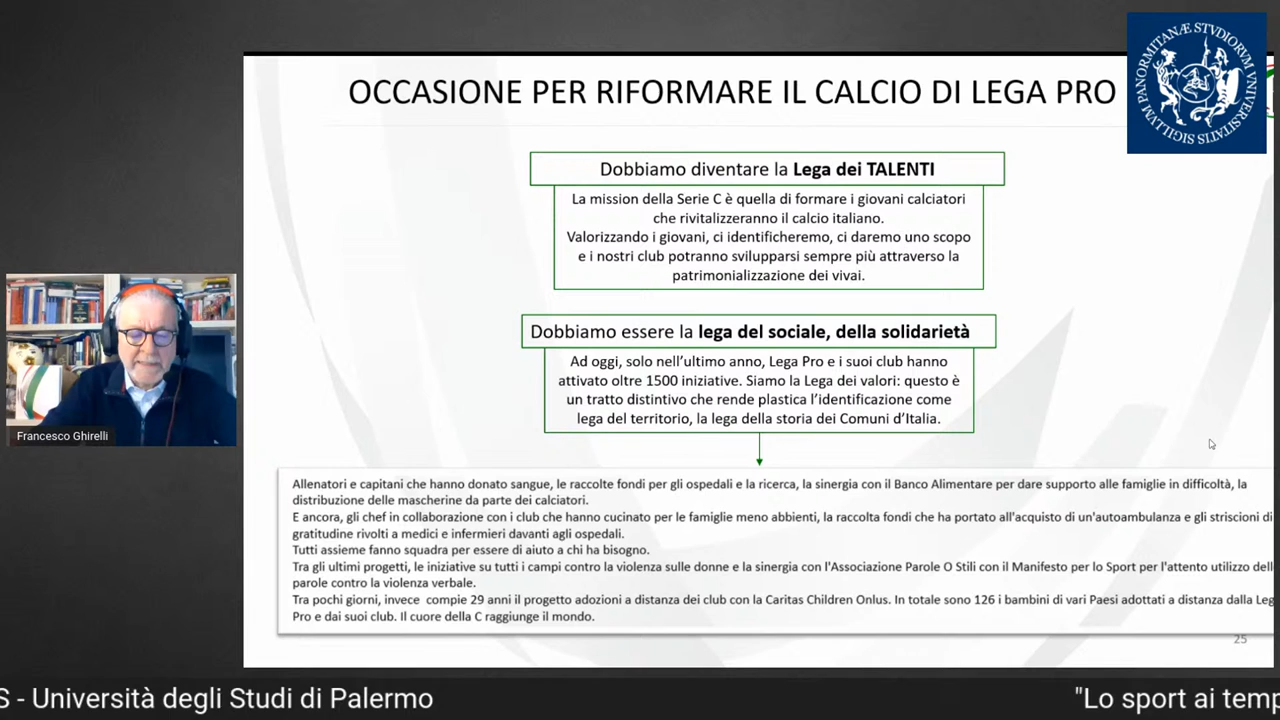 OCCASIONE PER RIFORMARE IL CALCIO DI LEGA PRO
SIGILLVM PANORMITANÆ STVDIORVM VNIVERSITATIS
Dobbiamo diventare la Lega dei TALENTI
La mission della Serie C è quella di formare i giovani calciatori
che rivitalizzeranno il calcio italiano.
Valorizzando i giovani, ci identificheremo, ci daremo uno scopo
e i nostri club potranno svilupparsi sempre più attraverso la
patrimonializzazione dei vivai.
Dobbiamo essere la lega del sociale, della solidarietà
Ad oggi, solo nell'ultimo anno, Lega Pro e i suoi club hanno
attivato oltre 1500 iniziative. Siamo la Lega dei valori: questo è
un tratto distintivo che rende plastica l'identificazione come
lega del territorio, la lega della storia dei Comuni d'Italia.
Francesco Ghirelli
Allenatori e capitani che hanno donato sangue, le raccolte fondi per gli ospedali e la ricerca, la sinergia con il Banco Alimentare per dare supporto alle famiglie in difficoltà, la
distribuzione delle mascherine da parte dei calciatori.
E ancora, gli chef in collaborazione con i club che hanno cucinato per le famiglie meno abbienti, la raccolta fondi che ha portato all'acquisto di un'autoambulanza e gli striscioni di
gratitudine rivolti a medici e infermieri davanti agli ospedali.
Tutti assieme fanno squadra per essere di aiuto a chi ha bisogno.
Tra gli ultimi progetti, le iniziative su tutti i campi contro la violenza sulle donne e la sinergia con l'Associazione Parole O Stili con il Manifesto per lo Sport per l'attento utilizzo dell
parole contro la violenza verbale.
Tra pochi giorni, invece compie 29 anni il progetto adozioni a distanza dei club con la Caritas Children Onlus. In totale sono 126 i bambini di vari Paesi adottati a distanza dalla Leg
Pro e dai suoi club. Il cuore della C raggiunge il mondo.
25
S - Università degli Studi di Palermo "Lo sport ai temp